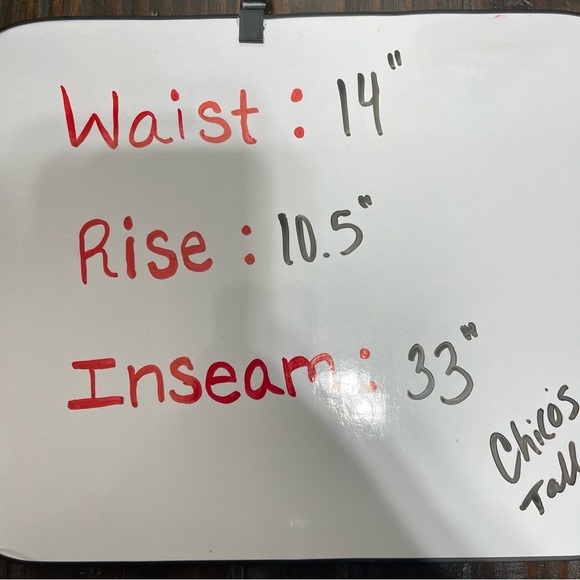 Waist: 14"
Rise: 10.5"
Inseam: 33"
Chico's
Tall